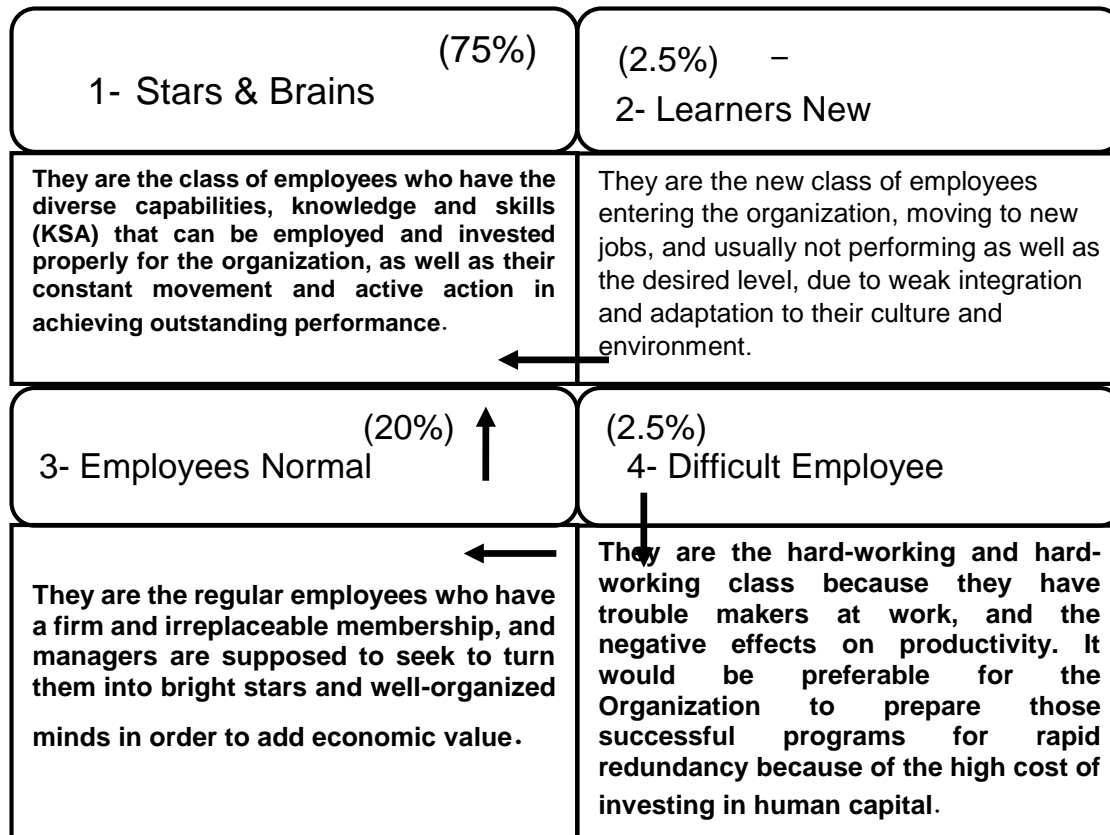 (75%)
1- Stars & Brains
(2.5%) –
2- Learners New
They are the class of employees who have the
diverse capabilities, knowledge and skills
(KSA) that can be employed and invested
properly for the organization, as well as their
constant movement and active action in
achieving outstanding performance.
They are the new class of employees
entering the organization, moving to new
jobs, and usually not performing as well as
the desired level, due to weak integration
and adaptation to their culture and
environment.
(20%)
3- Employees Normal
(2.5%)
4- Difficult Employee
They are the regular employees who have
a firm and irreplaceable membership, and
managers are supposed to seek to turn
them into bright stars and well-organized
minds in order to add economic value.
They are the hard-working and hard-
working class because they have
trouble makers at work, and the
negative effects on productivity. It
would be preferable for the
Organization to prepare those
successful programs for rapid
redundancy because of the high cost of
investing in human capital.